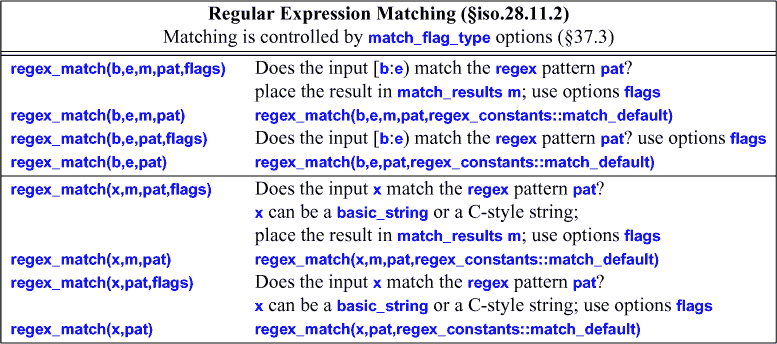 Regular Expression Matching (§iso.28.11.2)
Matching is controlled by match_flag_type options (§37.3)
regex_match(b,e,m,pat,flags) Does the input [b:e) match the regex pattern pat?
place the result in match_results m; use options flags
regex_match(b,e,m,pat) regex_match(b,e,m,pat,regex_constants::match_default)
regex_match(b,e,pat,flags) Does the input [b:e) match the regex pattern pat? use options flags
regex_match(b,e,pat) regex_match(b,e,pat,regex_constants::match_default)
regex_match(x,m,pat,flags) Does the input x match the regex pattern pat?
x can be a basic_string or a C-style string;
place the result in match_results m; use options flags
regex_match(x,m,pat) regex_match(x,m,pat,regex_constants::match_default)
regex_match(x,pat,flags) Does the input x match the regex pattern pat?
x can be a basic_string or a C-style string; use options flags
regex_match(x,pat) regex_match(x,pat,regex_constants::match_default)